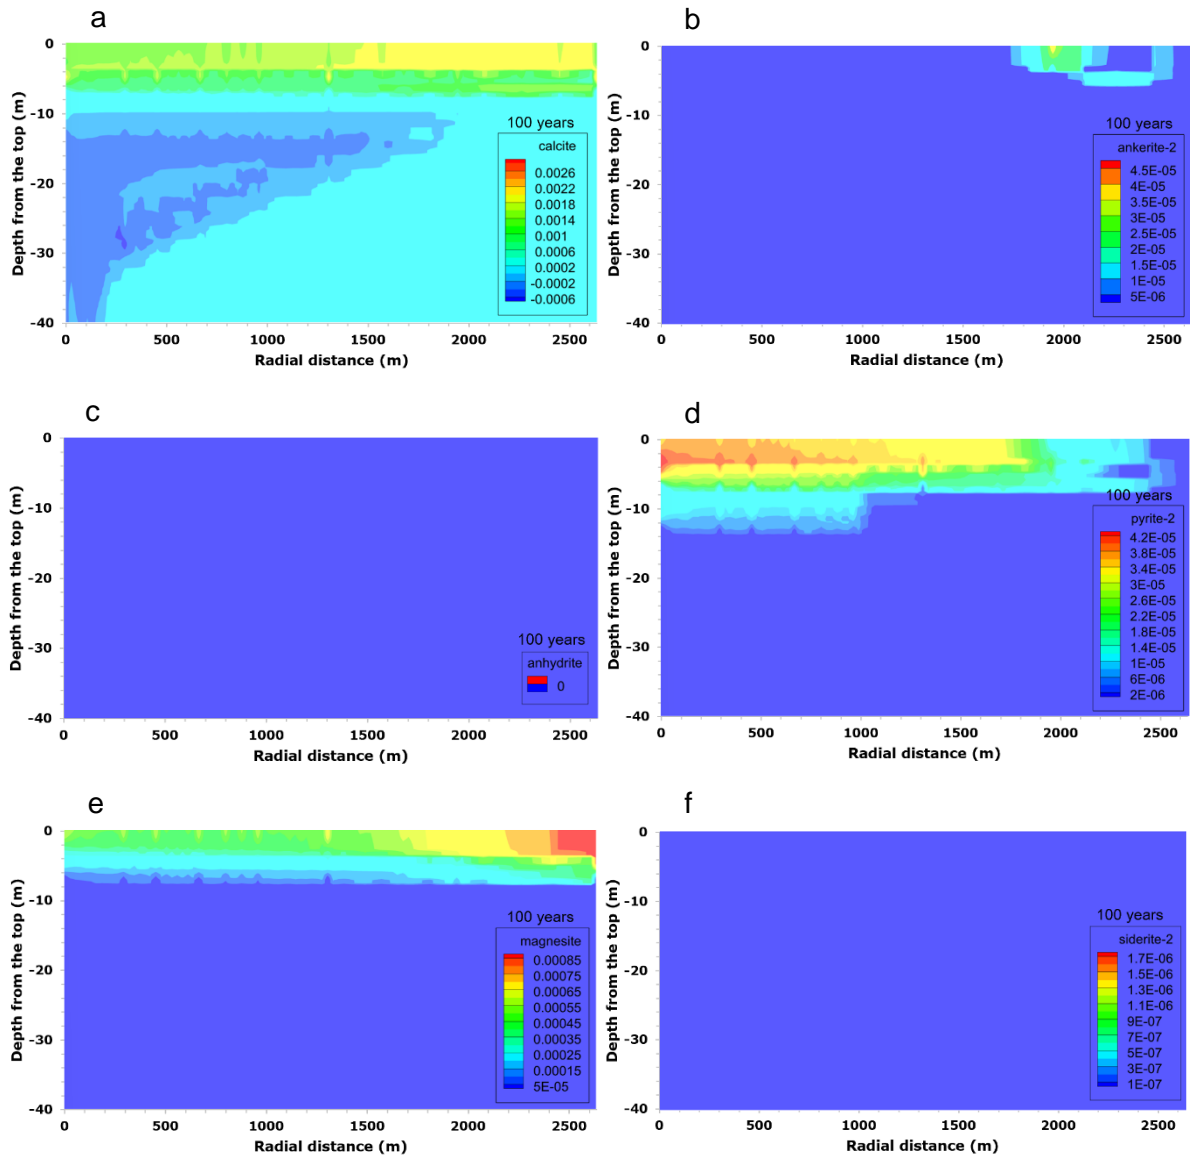 a
0
-10
-20
-30
-40
Depth from the top (m)
0 500 1000 1500 2000 2500
Radial distance (m)
100 years
calcite
0.0026
0.0022
0.0018
0.0014
0.001
0.0006
0.0002
-0.0002
-0.0006
b
0
-10
-20
-30
-40
Depth from the top (m)
0 500 1000 1500 2000 2500
Radial distance (m)
100 years
ankerite-2
4.5E-05
4E-05
3.5E-05
3E-05
2.5E-05
2E-05
1.5E-05
1E-05
5E-06
c
0
-10
-20
-30
-40
Depth from the top (m)
0 500 1000 1500 2000 2500
Radial distance (m)
100 years
anhydrite
0
d
0
-10
-20
-30
-40
Depth from the top (m)
0 500 1000 1500 2000 2500
Radial distance (m)
100 years
pyrite-2
4.2E-05
3.8E-05
3.4E-05
3E-05
2.6E-05
2.2E-05
1.8E-05
1.4E-05
1E-05
6E-06
2E-06
e
0
-10
-20
-30
-40
Depth from the top (m)
0 500 1000 1500 2000 2500
Radial distance (m)
100 years
magnesite
0.00085
0.00075
0.00065
0.00055
0.00045
0.00035
0.00025
0.00015
5E-05
f
0
-10
-20
-30
-40
Depth from the top (m)
0 500 1000 1500 2000 2500
Radial distance (m)
100 years
siderite-2
1.7E-06
1.5E-06
1.3E-06
1.1E-06
9E-07
7E-07
5E-07
3E-07
1E-07